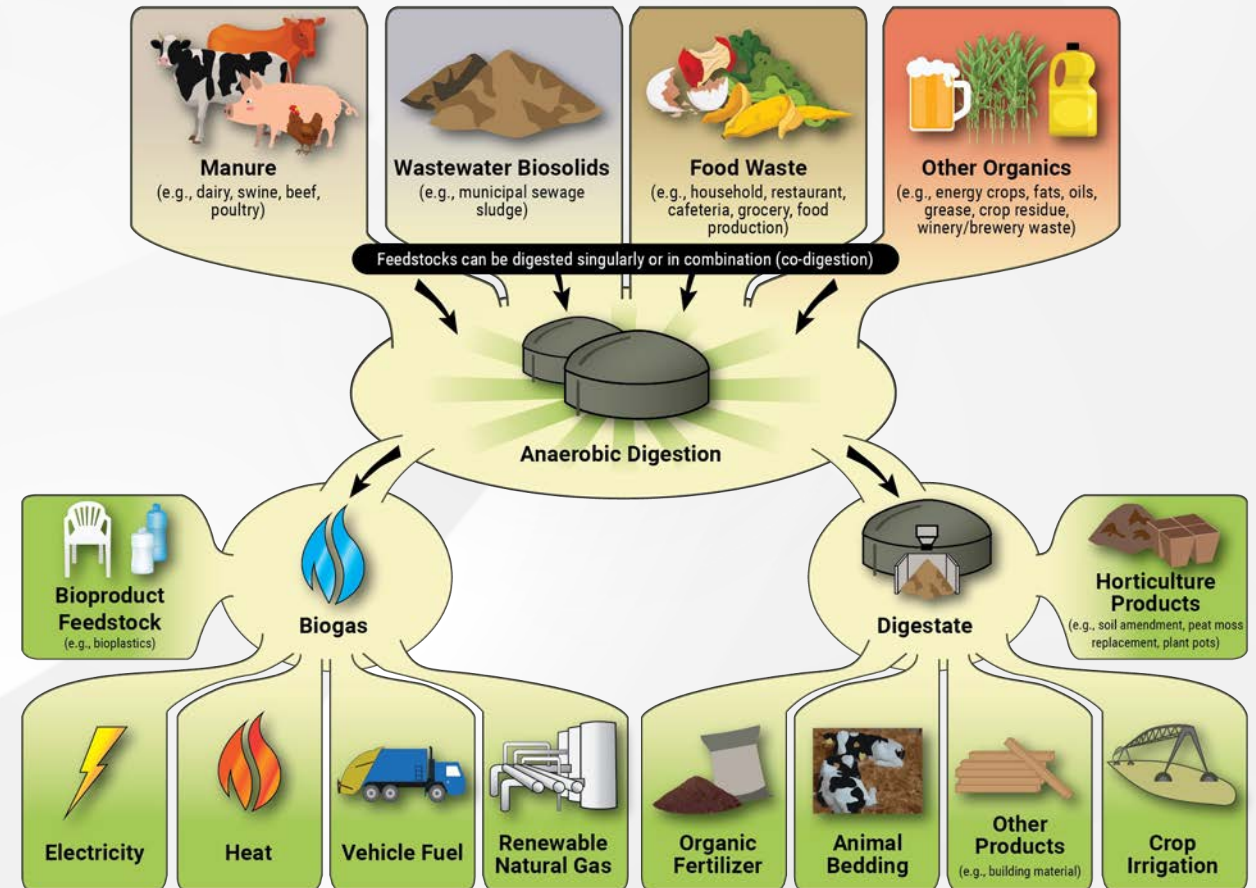 Manure
(e.g., dairy, swine, beef,
poultry)
Wastewater Biosolids
(e.g., municipal sewage
sludge)
Food Waste
(e.g., household, restaurant,
cafeteria, grocery, food
production)
Other Organics
(e.g., energy crops, fats, oils,
grease, crop residue,
winery/brewery waste)
Feedstocks can be digested singularly or in combination (co-digestion)
Anaerobic Digestion
Bioproduct
Feedstock
(e.g., bioplastics)
Biogas
Digestate
Horticulture
Products
(e.g., soil amendment, peat moss
replacement, plant pots)
Electricity
Heat
Vehicle Fuel
Renewable
Natural Gas
Organic
Fertilizer
Animal
Bedding
Other
Products
(e.g., building material)
Crop
Irrigation